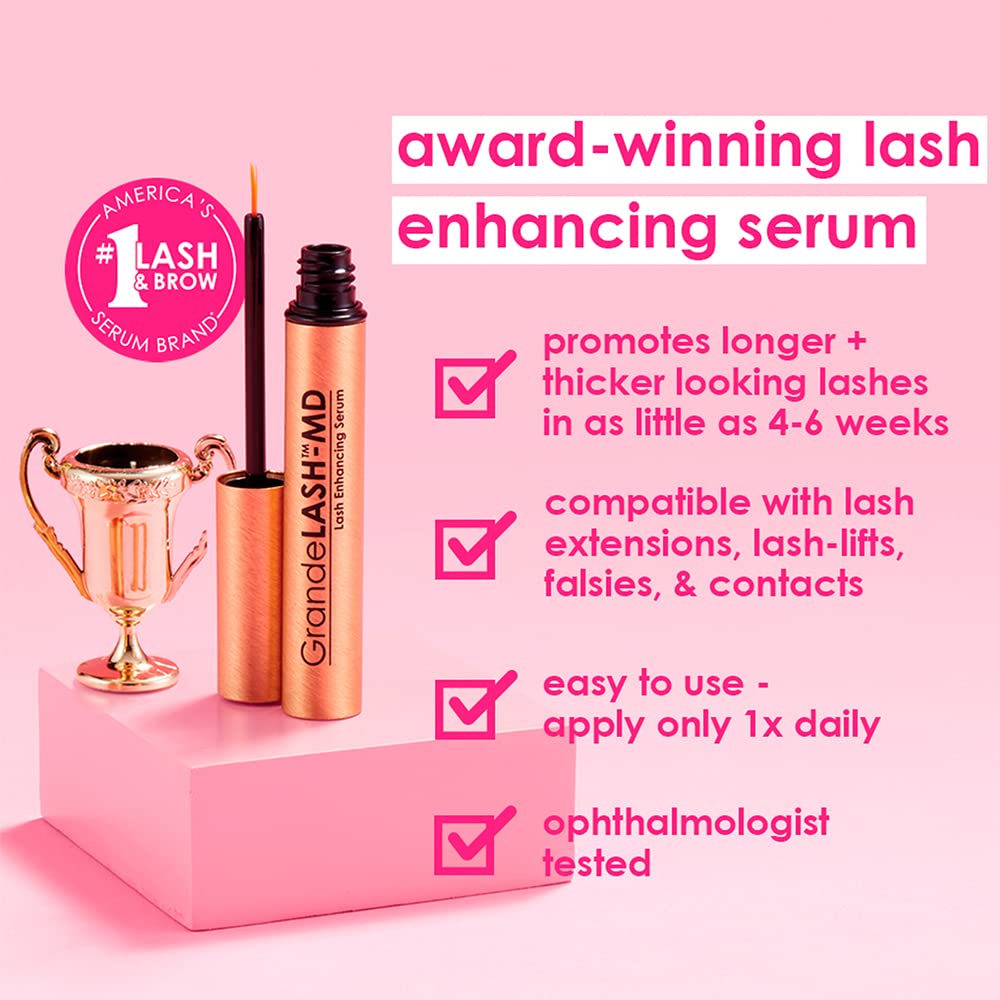 award-winning lash
enhancing serum
AMERICA'S
#1 LASH
& BROW
SERUM BRAND*
GrandeLASH™-MD
Lash Enhancing Serum
promotes longer +
thicker looking lashes
in as little as 4-6 weeks
compatible with lash
extensions, lash-lifts,
falsies, & contacts
easy to use -
apply only 1x daily
ophthalmologist
tested